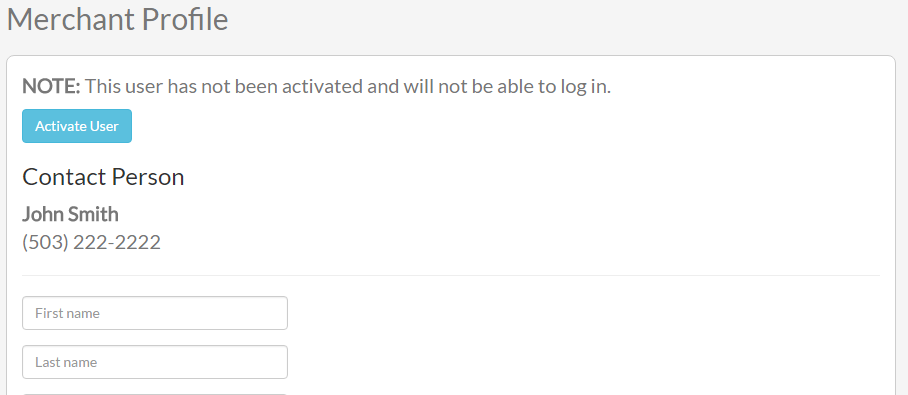 Merchant Profile
NOTE: This user has not been activated and will not be able to log in.
Activate User
Contact Person
John Smith
(503) 222-2222
First name
Last name